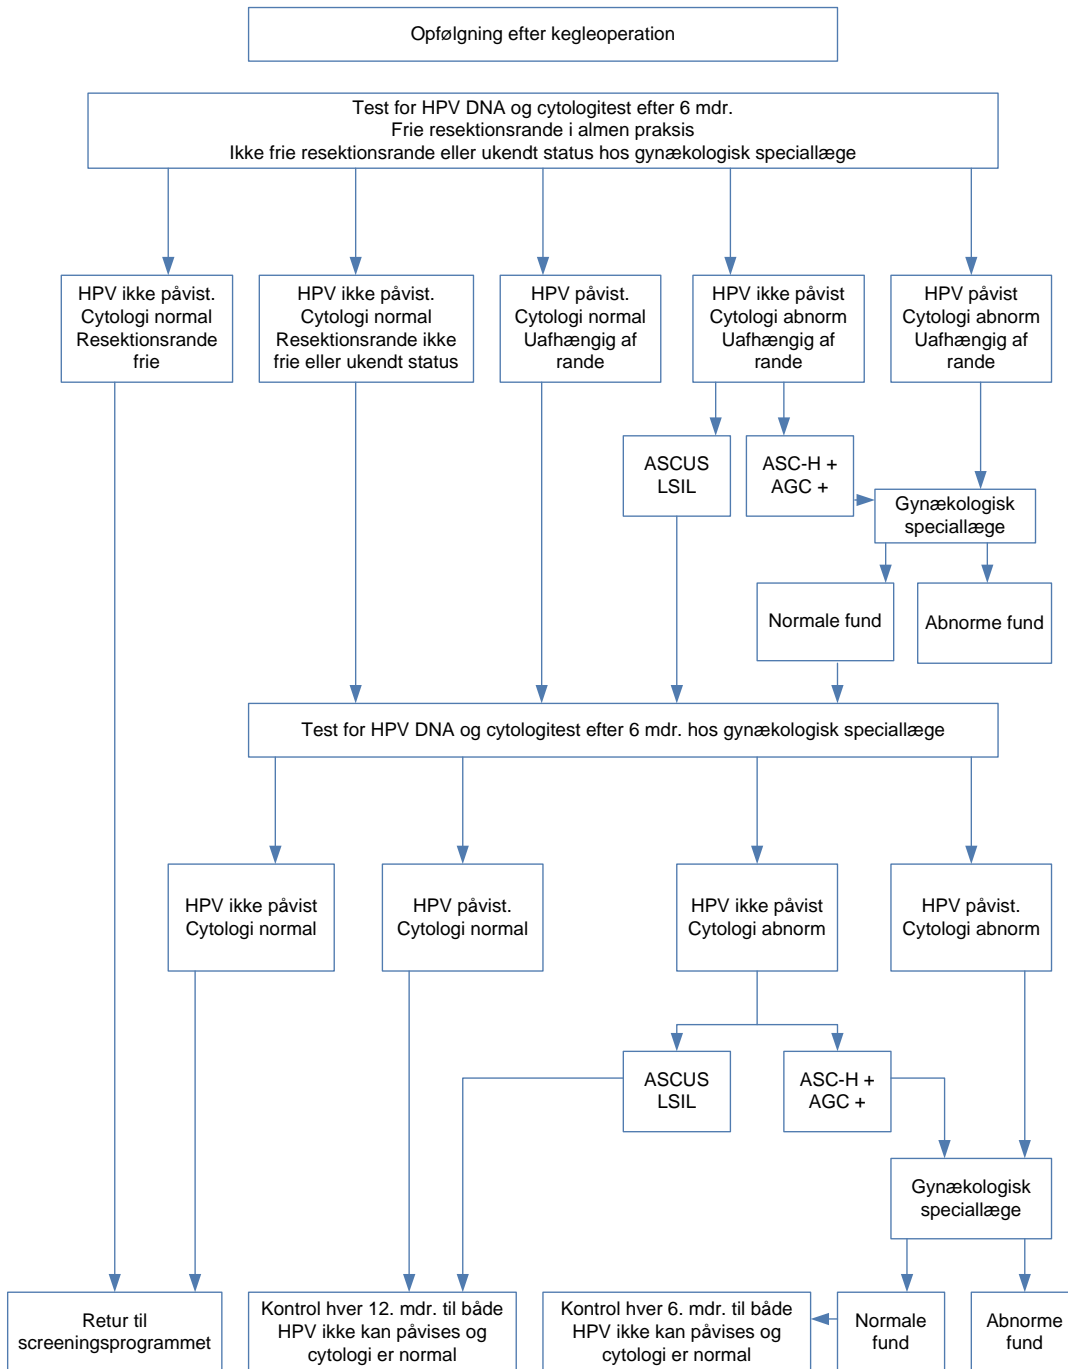 Opfølgning efter kegleoperation
Test for HPV DNA og cytologitest efter 6 mdr.
Frie resektionsrande i almen praksis
Ikke frie resektionsrande eller ukendt status hos gynækologisk speciallæge
HPV ikke påvist.
Cytologi normal
Resektionsrande
frie
HPV ikke påvist.
Cytologi normal
Resektionsrande ikke
frie eller ukendt status
HPV påvist.
Cytologi normal
Uafhængig af
rande
HPV ikke påvist
Cytologi abnorm
Uafhængig af
rande
HPV påvist
Cytologi abnorm
Uafhængig af
rande
ASCUS
LSIL
ASC-H +
AGC +
Gynækologisk
speciallæge
Normale fund
Abnorme fund
Test for HPV DNA og cytologitest efter 6 mdr. hos gynækologisk speciallæge
HPV ikke påvist
Cytologi normal
HPV påvist.
Cytologi normal
HPV ikke påvist
Cytologi abnorm
HPV påvist.
Cytologi abnorm
ASCUS
LSIL
ASC-H +
AGC +
Gynækologisk
speciallæge
Retur til
screeningsprogrammet
Kontrol hver 12. mdr. til både
HPV ikke kan påvises og
cytologi er normal
Kontrol hver 6. mdr. til både
HPV ikke kan påvises og
cytologi er normal
Normale
fund
Abnorme
fund